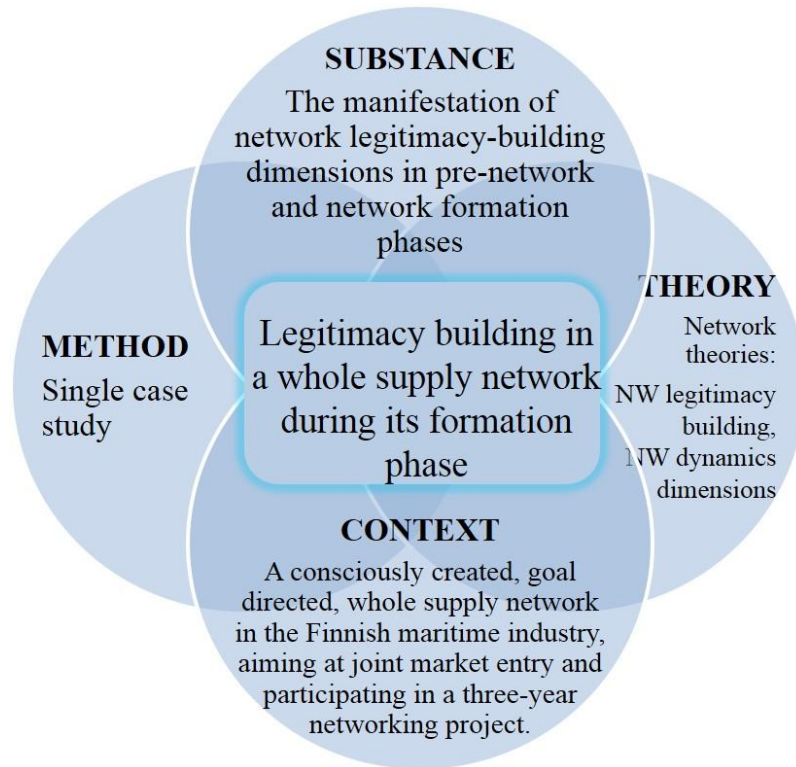 SUBSTANCE
The manifestation of
network legitimacy-building
dimensions in pre-network
and network formation
phases
METHOD
Single case
study
Legitimacy building in
a whole supply network
during its formation
phase
THEORY
Network
theories:
NW legitimacy
building,
NW dynamics
dimensions
CONTEXT
A consciously created, goal
directed, whole supply network
in the Finnish maritime industry,
aiming at joint market entry and
participating in a three-year
networking project.